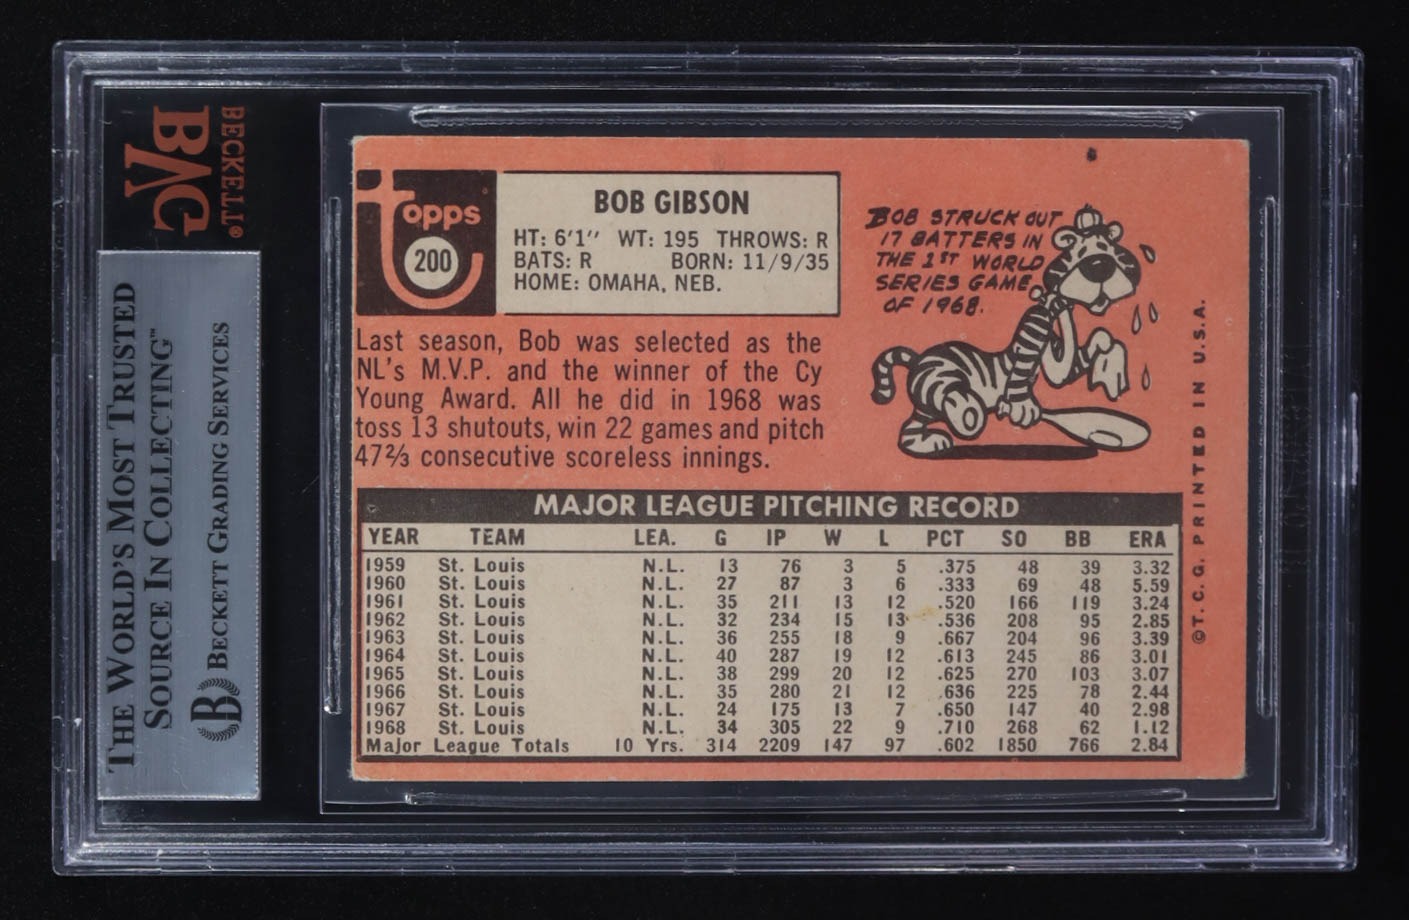 BECKETT®
BVG
THE WORLD'S MOST TRUSTED
SOURCE IN COLLECTING™
B BECKETT GRADING SERVICES
topps
200
BOB GIBSON
HT: 6'1" WT: 195 THROWS: R
BATS: R BORN: 11/9/35
HOME: OMAHA, NEB.
BOB STRUCK OUT
17 BATTERS IN
THE 1ST WORLD
SERIES GAME
OF 1968.
Last season, Bob was selected as the
NL's M.V.P. and the winner of the Cy
Young Award. All he did in 1968 was
toss 13 shutouts, win 22 games and pitch
47⅔ consecutive scoreless innings.
MAJOR LEAGUE PITCHING RECORD
YEAR TEAM LEA. G IP W L PCT SO BB ERA
1959 St. Louis N.L. 13 76 3 5 .375 48 39 3.32
1960 St. Louis N.L. 27 87 3 6 .333 69 48 5.59
1961 St. Louis N.L. 35 211 13 12 .520 166 119 3.24
1962 St. Louis N.L. 32 234 15 13 .536 208 95 2.85
1963 St. Louis N.L. 36 255 18 9 .667 204 96 3.39
1964 St. Louis N.L. 40 287 19 12 .613 245 86 3.01
1965 St. Louis N.L. 38 299 20 12 .625 270 103 3.07
1966 St. Louis N.L. 35 280 21 12 .636 225 78 2.44
1967 St. Louis N.L. 24 175 13 7 .650 147 40 2.98
1968 St. Louis N.L. 34 305 22 9 .710 268 62 1.12
Major League Totals 10 Yrs. 314 2209 147 97 .602 1850 766 2.84
©T. C. G. PRINTED IN U.S.A.